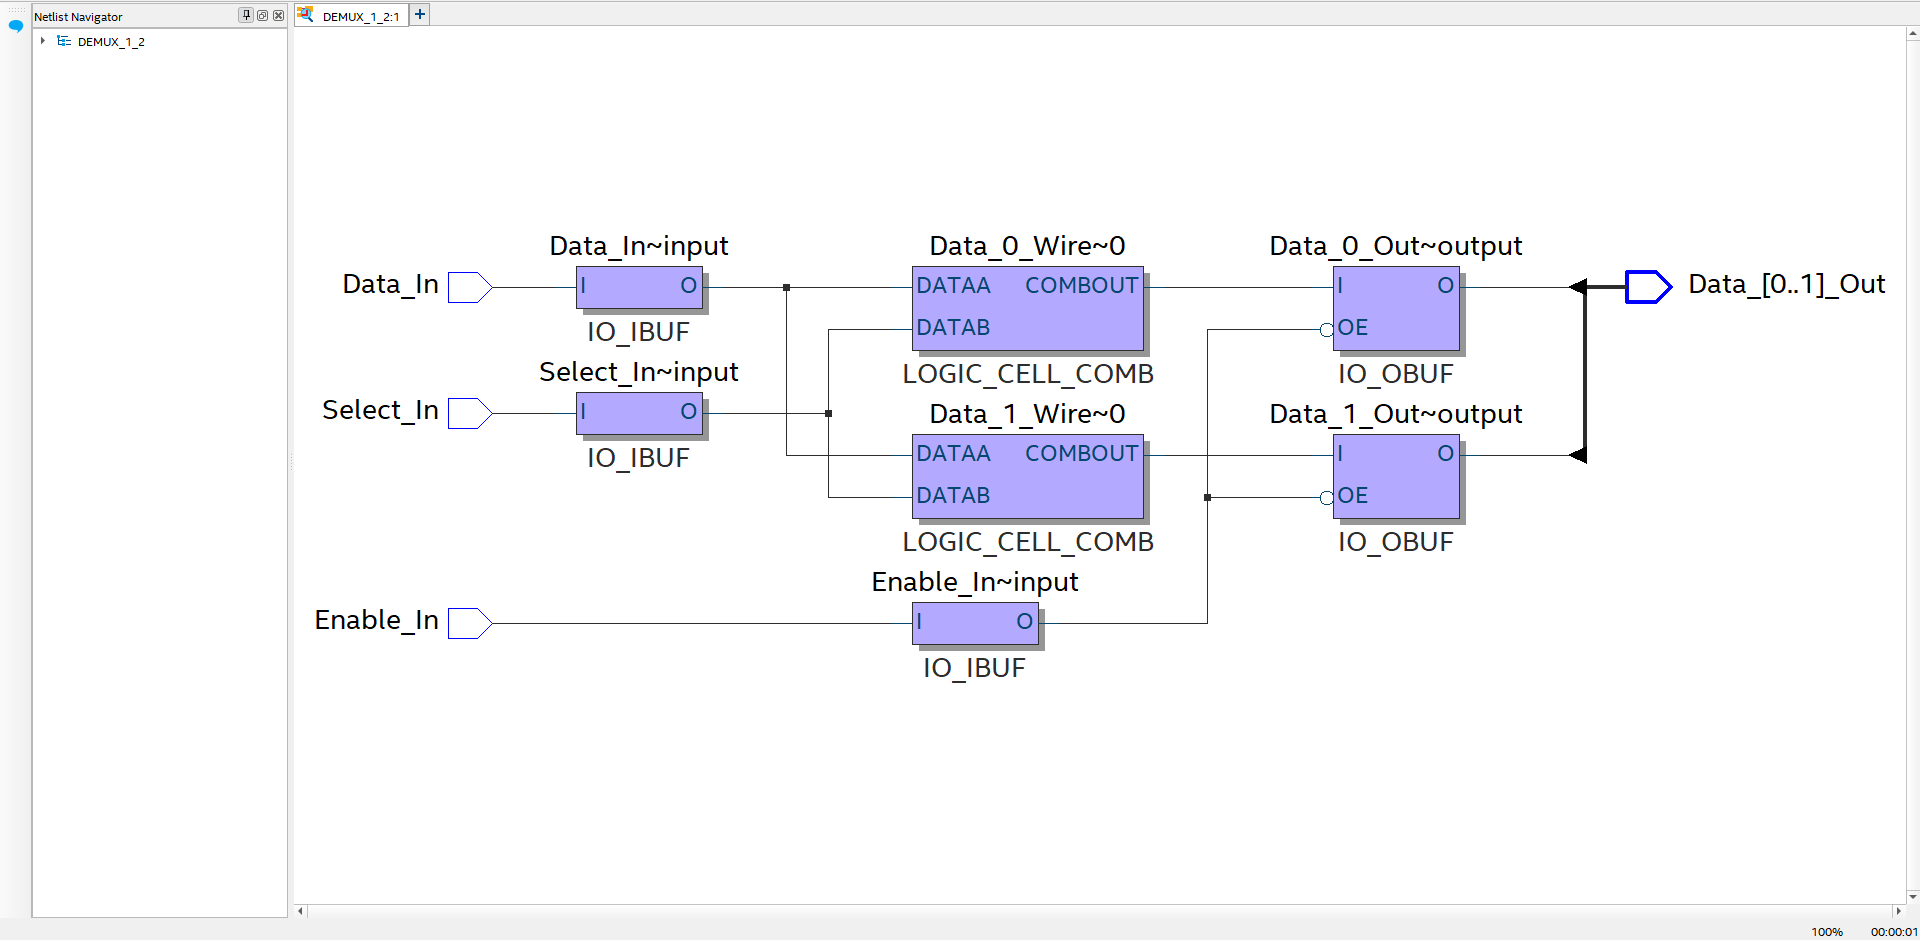 Netlist Navigator
DEMUX_1_2:1
+
DEMUX_1_2
Data_In~input
Data_0_Wire~0
Data_0_Out~output
Data_In
I O
DATAA COMBOUT
I O
Data_[0..1]_Out
DATAB
OE
IO_IBUF
LOGIC_CELL_COMB
IO_OBUF
Select_In~input
Data_1_Wire~0
Data_1_Out~output
Select_In
I O
IO_IBUF
DATAA COMBOUT
I O
DATAB
OE
LOGIC_CELL_COMB
IO_OBUF
Enable_In~input
Enable_In
I O
IO_IBUF
100% 00:00:01